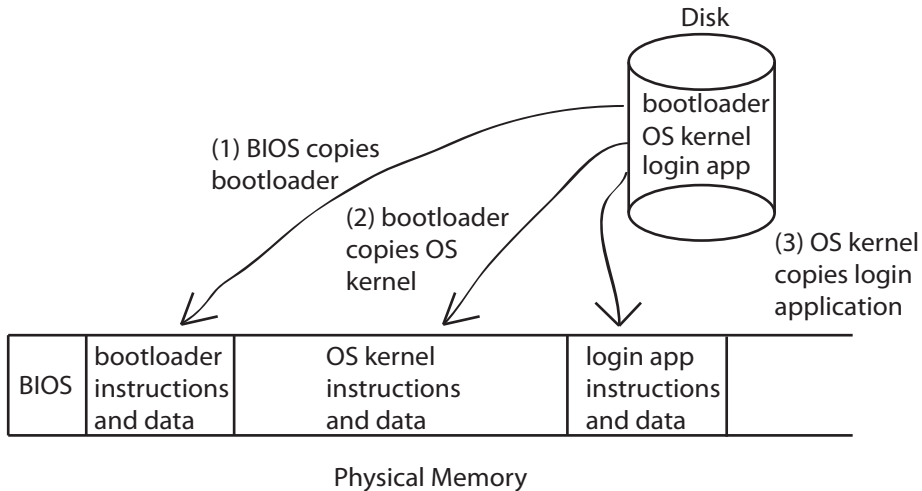 Disk
bootloader
OS kernel
login app
(1) BIOS copies
bootloader
(2) bootloader
copies OS
kernel
(3) OS kernel
copies login
application
BIOS
bootloader
instructions
and data
OS kernel
instructions
and data
login app
instructions
and data
Physical Memory